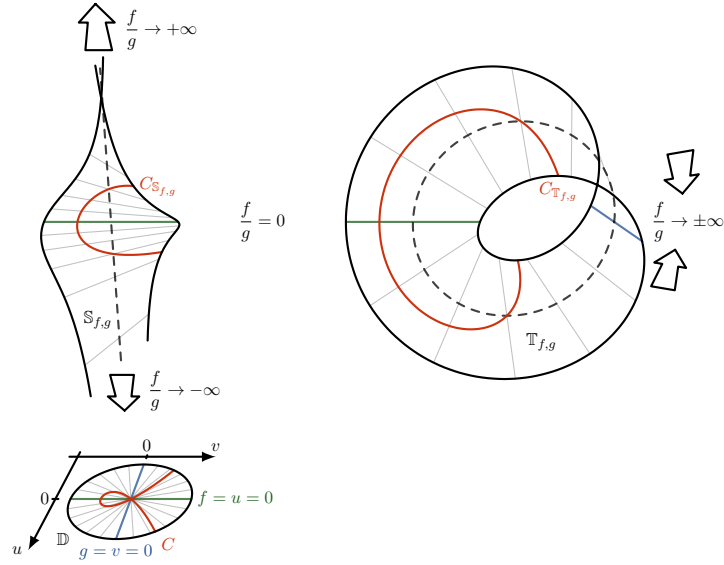 f/g → +∞
C_{𝕊_{f,g}}
C_{𝕋_{f,g}}
f/g = 0
f/g → ±∞
𝕊_{f,g}
𝕋_{f,g}
f/g → −∞
0
v
0
f = u = 0
u
𝔻
g = v = 0
C